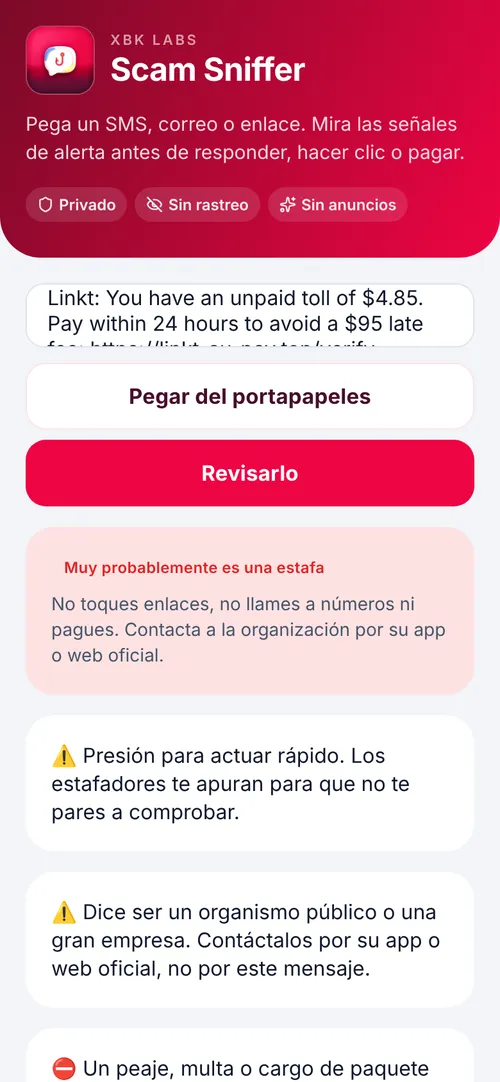 XBK LABS
Scam Sniffer
Pega un SMS, correo o enlace. Mira las señales
de alerta antes de responder, hacer clic o pagar.
Privado
Sin rastreo
Sin anuncios
Linkt: You have an unpaid toll of $4.85.
Pay within 24 hours to avoid a $95 late
Pegar del portapapeles
Revisarlo
Muy probablemente es una estafa
No toques enlaces, no llames a números ni
pagues. Contacta a la organización por su app
o web oficial.
⚠️ Presión para actuar rápido. Los
estafadores te apuran para que no te
pares a comprobar.
⚠️ Dice ser un organismo público o una
gran empresa. Contáctalos por su app o
web oficial, no por este mensaje.
⛔ Un peaje, multa o cargo de paquete